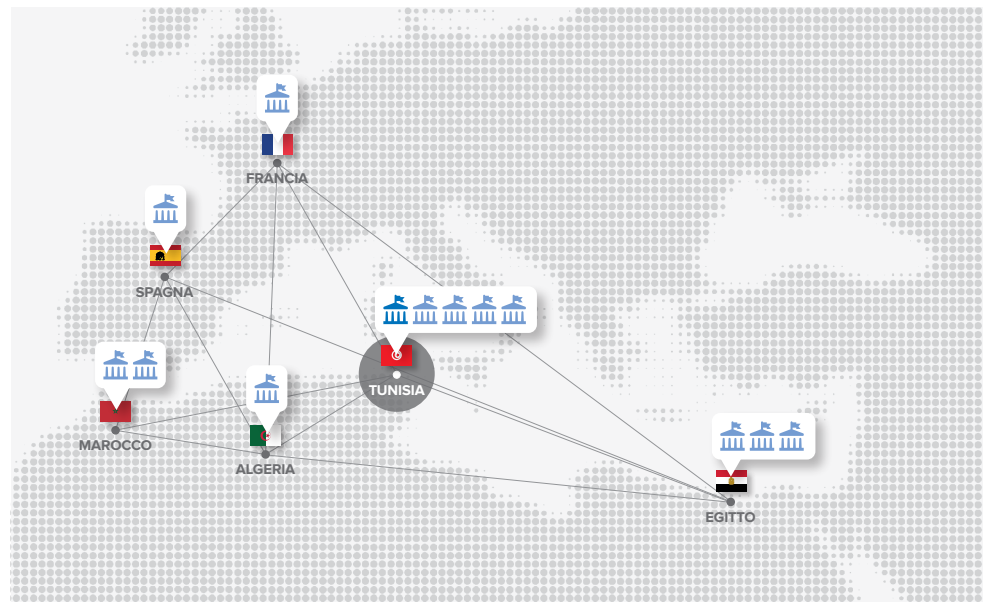 FRANCIA
SPAGNA
TUNISIA
MAROCCO
ALGERIA
EGITTO